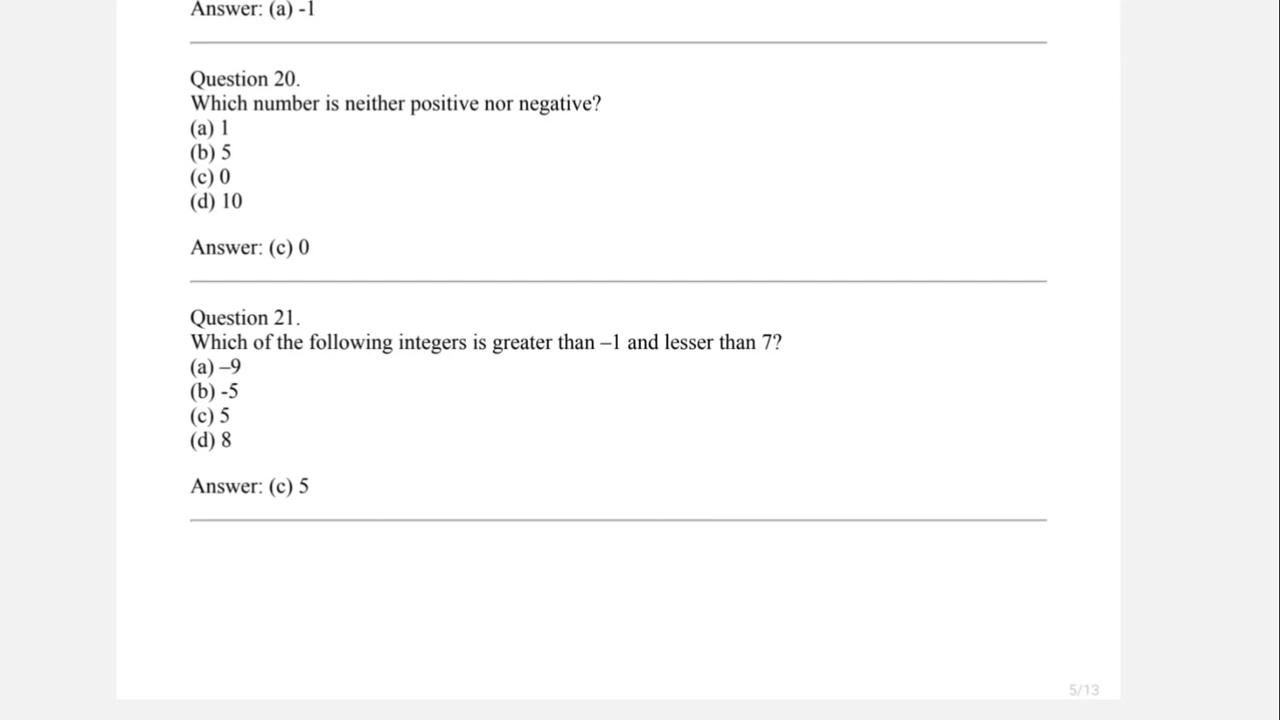 Answer: (a) -1
Question 20.
Which number is neither positive nor negative?
(a) 1
(b) 5
(c) 0
(d) 10
Answer: (c) 0
Question 21.
Which of the following integers is greater than –1 and lesser than 7?
(a) –9
(b) -5
(c) 5
(d) 8
Answer: (c) 5
5/13